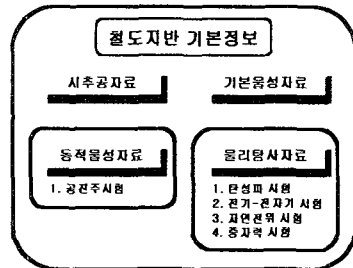 철도지반 기본정보
시추공자료
기본물성자료
동적물성자료
1. 공진주시험
물리탐사자료
1. 탄성파 시험
2. 전기-전자기 시험
3. 자연전위 시험
4. 중자력 시험